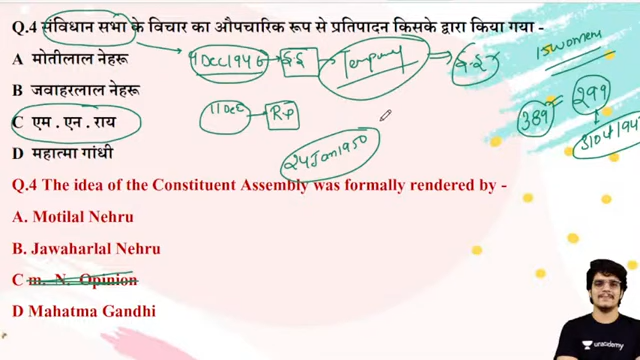 Q.4 संविधान सभा के विचार का औपचारिक रूप से प्रतिपादन किसके द्वारा किया गया -
A मोतीलाल नेहरू
B जवाहरलाल नेहरू
C एम . एन . राय
D महात्मा गांधी
9 Dec 1946
Temporary
15 women
11 Dec
R.P
389
299
24 Jan 1950
Q.4 The idea of the Constituent Assembly was formally rendered by -
A. Motilal Nehru
B. Jawaharlal Nehru
C m. N. Opinion
D Mahatma Gandhi
unacademy